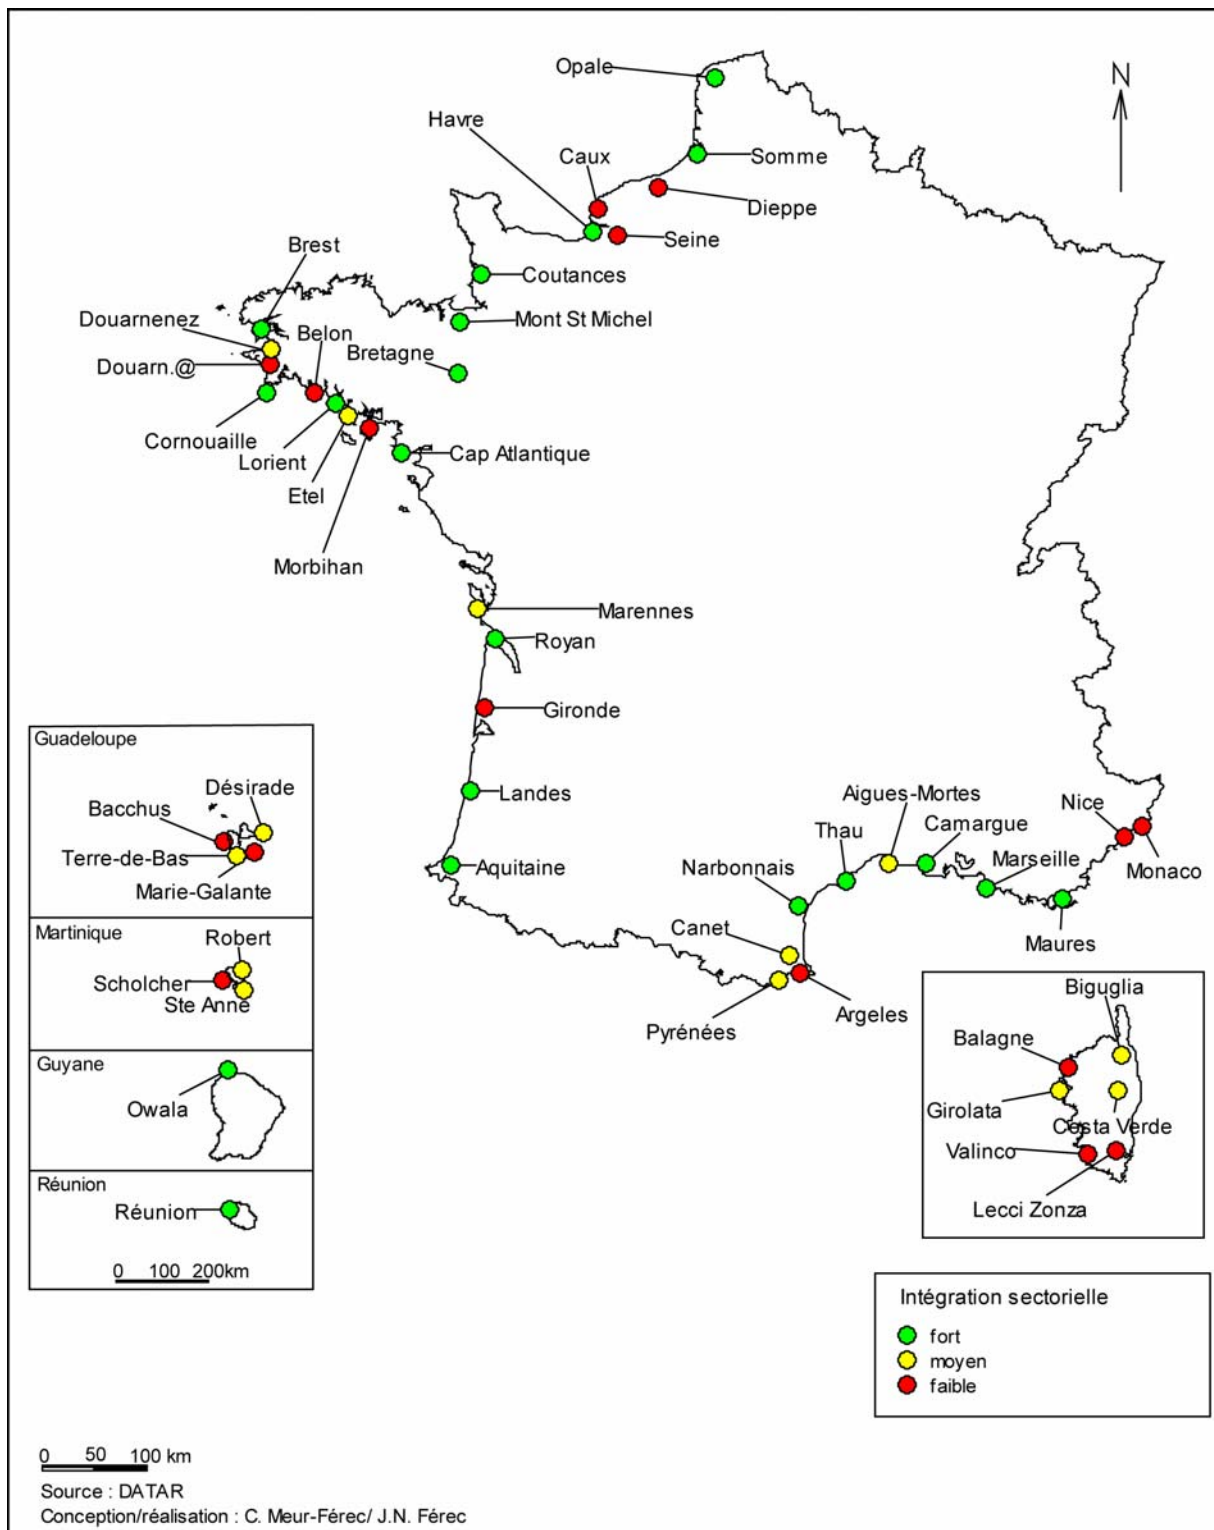 N
Opale
Havre
Caux
Somme
Dieppe
Seine
Brest
Coutances
Douarnenez
Belon
Mont St Michel
Bretagne
Douarn.@
Cornouaille
Lorient
Cap Atlantique
Etel
Morbihan
Marennes
Royan
Gironde
Landes
Aquitaine
Aigues-Mortes
Nice
Thau
Camargue
Marseille
Monaco
Narbonnais
Canet
Maures
Pyrénées
Argeles
Guadeloupe
Désirade
Bacchus
Terre-de-Bas
Marie-Galante
Martinique
Robert
Scholcher
Ste Anne
Guyane
Owala
Réunion
Réunion
0 100 200km
Biguglia
Balagne
Girolata
Costa Verde
Valinco
Lecci Zonza
Intégration sectorielle
fort
moyen
faible
0 50 100 km
Source : DATAR
Conception/réalisation : C. Meur-Férec/ J.N. Férec